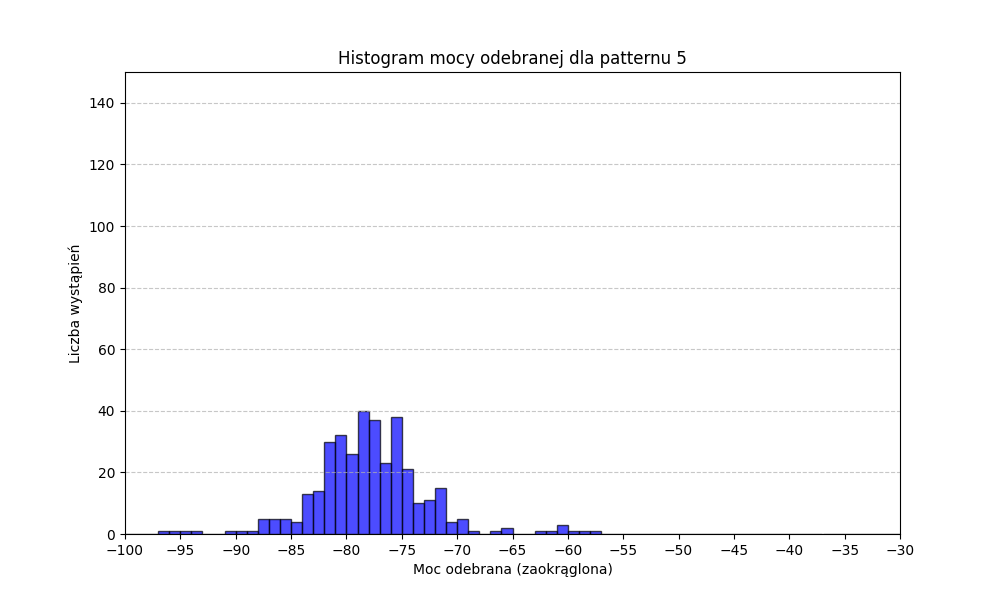 Histogram mocy odebranej dla patternu 5
140
120
100
80
60
40
20
0
Liczba wystąpień
−100 −95 −90 −85 −80 −75 −70 −65 −60 −55 −50 −45 −40 −35 −30
Moc odebrana (zaokrąglona)